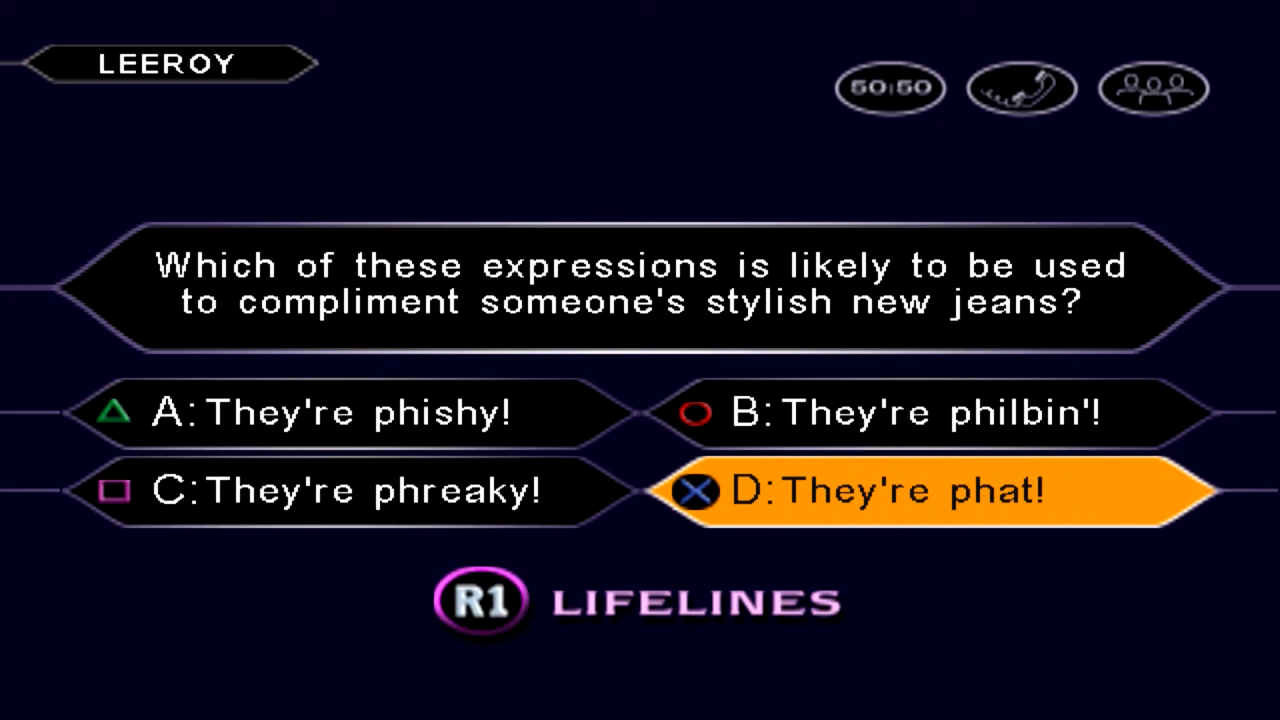 LEEROY
50:50
Which of these expressions is likely to be used
to compliment someone's stylish new jeans?
A: They're phishy!
B: They're philbin'!
C: They're phreaky!
D: They're phat!
R1 LIFELINES